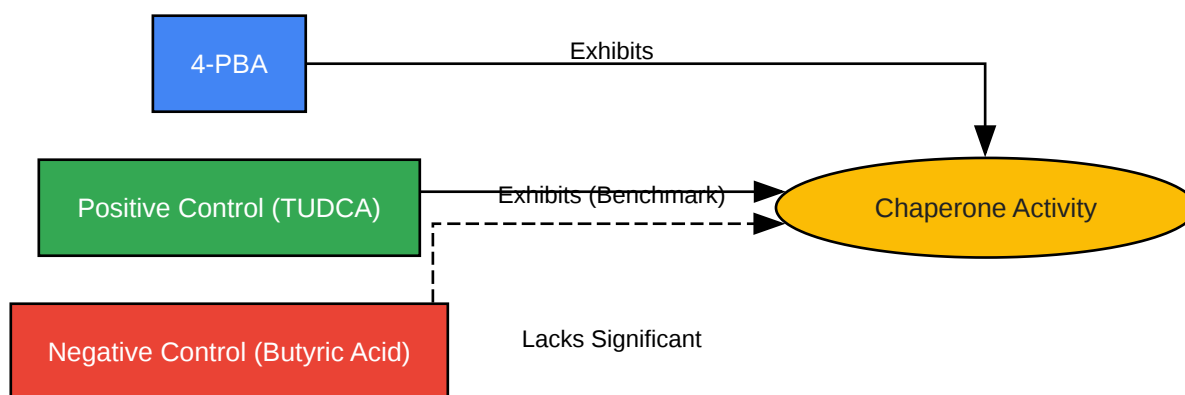 4-PBA
Exhibits
Positive Control (TUDCA)
Exhibits (Benchmark)
Chaperone Activity
Negative Control (Butyric Acid)
Lacks Significant